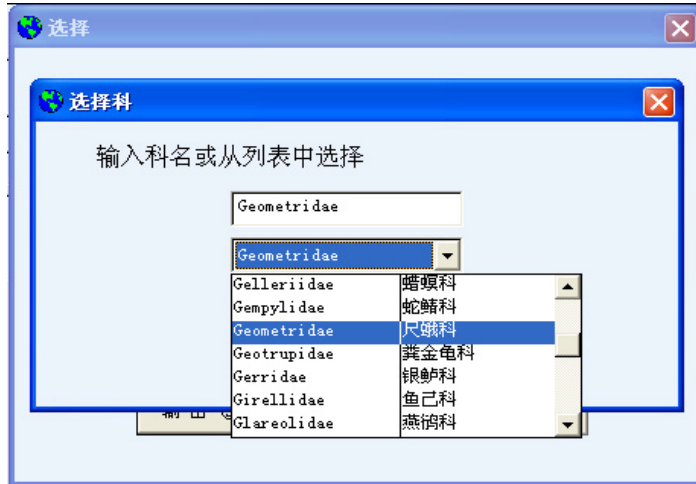 选择
选择科
输入科名或从列表中选择
Geometridae
Geometridae
Gelleriidae 蜡螟科
Gempylidae 蛇鲭科
Geometridae 尺蛾科
Geotrupidae 粪金龟科
Gerridae 银鲈科
Girellidae 鱼己科
Glareolidae 燕鸻科
输 出